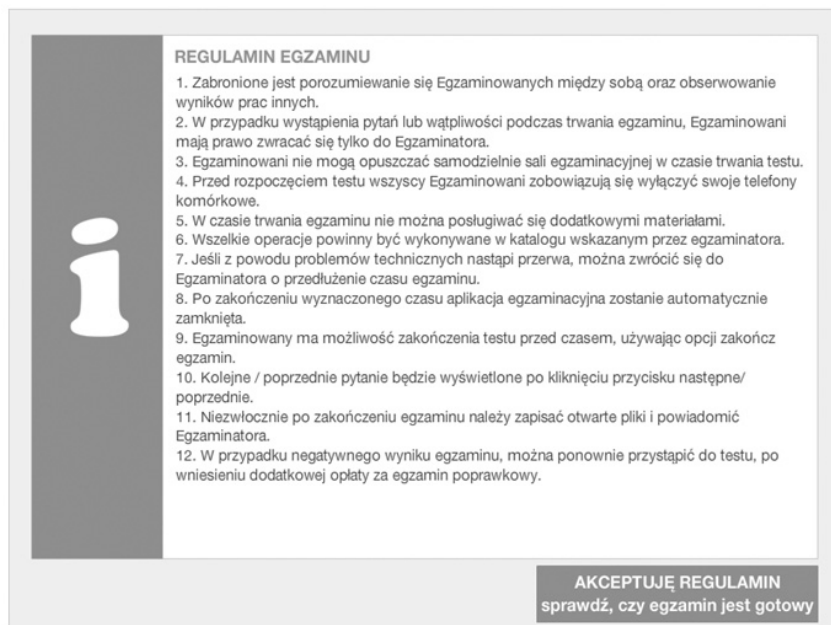 REGULAMIN EGZAMINU
1. Zabronione jest porozumiewanie się Egzaminowanych między sobą oraz obserwowanie
wyników prac innych.
2. W przypadku wystąpienia pytań lub wątpliwości podczas trwania egzaminu, Egzaminowani
mają prawo zwracać się tylko do Egzaminatora.
3. Egzaminowani nie mogą opuszczać samodzielnie sali egzaminacyjnej w czasie trwania testu.
4. Przed rozpoczęciem testu wszyscy Egzaminowani zobowiązują się wyłączyć swoje telefony
komórkowe.
5. W czasie trwania egzaminu nie można posługiwać się dodatkowymi materiałami.
6. Wszelkie operacje powinny być wykonywane w katalogu wskazanym przez egzaminatora.
7. Jeśli z powodu problemów technicznych nastąpi przerwa, można zwrócić się do
Egzaminatora o przedłużenie czasu egzaminu.
8. Po zakończeniu wyznaczonego czasu aplikacja egzaminacyjna zostanie automatycznie
zamknięta.
9. Egzaminowany ma możliwość zakończenia testu przed czasem, używając opcji zakończ
egzamin.
10. Kolejne / poprzednie pytanie będzie wyświetlone po kliknięciu przycisku następne/
poprzednie.
11. Niezwłocznie po zakończeniu egzaminu należy zapisać otwarte pliki i powiadomić
Egzaminatora.
12. W przypadku negatywnego wyniku egzaminu, można ponownie przystąpić do testu, po
wniesieniu dodatkowej opłaty za egzamin poprawkowy.
AKCEPTUJĘ REGULAMIN
sprawdź, czy egzamin jest gotowy